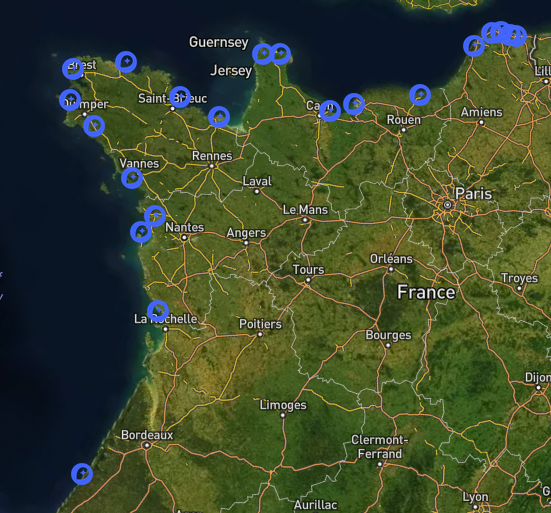 Guernsey
Jersey
Brest
Lill
Quimper
Saint-Brieuc
Caen
Rouen
Amiens
Vannes
Rennes
Laval
Paris
Le Mans
Nantes
Angers
Orléans
Tours
Troyes
France
La Rochelle
Poitiers
Bourges
Dijon
Limoges
Bordeaux
Clermont-
Ferrand
Lyon
Aurillac
G